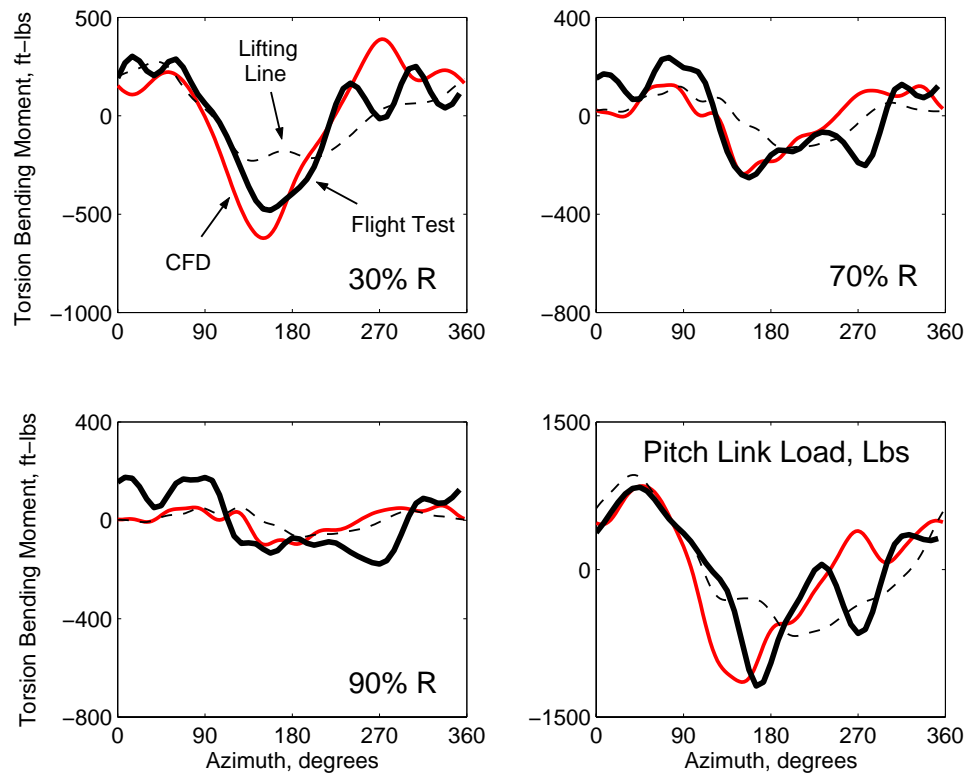 Torsion Bending Moment, ft–lbs
500
0
−500
−1000
0
90
180
270
360
Lifting
Line
Flight Test
CFD
30% R
400
0
−400
−800
0
90
180
270
360
70% R
Torsion Bending Moment, ft–lbs
400
0
−400
−800
0
90
180
270
360
Azimuth, degrees
90% R
1500
0
−1500
0
90
180
270
360
Azimuth, degrees
Pitch Link Load, Lbs